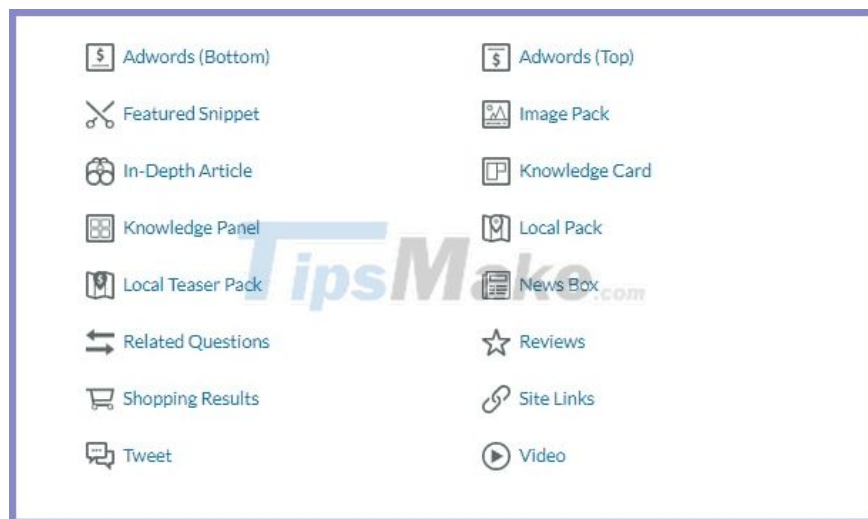 Adwords (Bottom) Adwords (Top)
Featured Snippet Image Pack
In-Depth Article Knowledge Card
Knowledge Panel Local Pack
Local Teaser Pack News Box
TipsMake.com
Related Questions Reviews
Shopping Results Site Links
Tweet Video